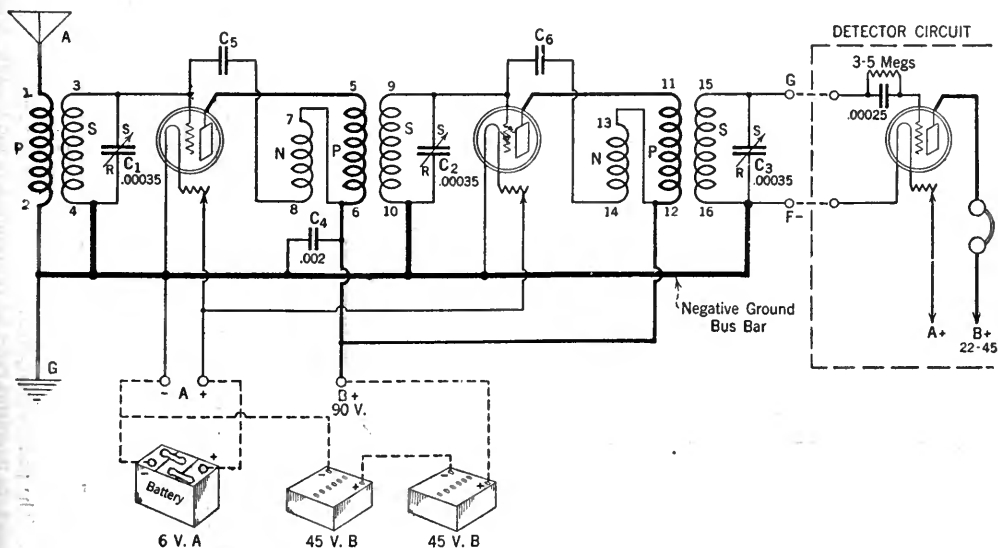 A
1
2
P
3
4
S
S
R
C1
.00035
C5
7
8
N
5
6
P
C4
.002
9
10
S
S
R
C2
.00035
C6
13
14
N
11
12
P
15
16
S
S
R
C3
.00035
G
F-
DETECTOR CIRCUIT
3-5 Megs
.00025
A+
B+
22-45
Negative Ground
Bus Bar
G
- A +
B+
90 V.
- +
Battery
6 V. A
- +
45 V. B
- +
45 V. B